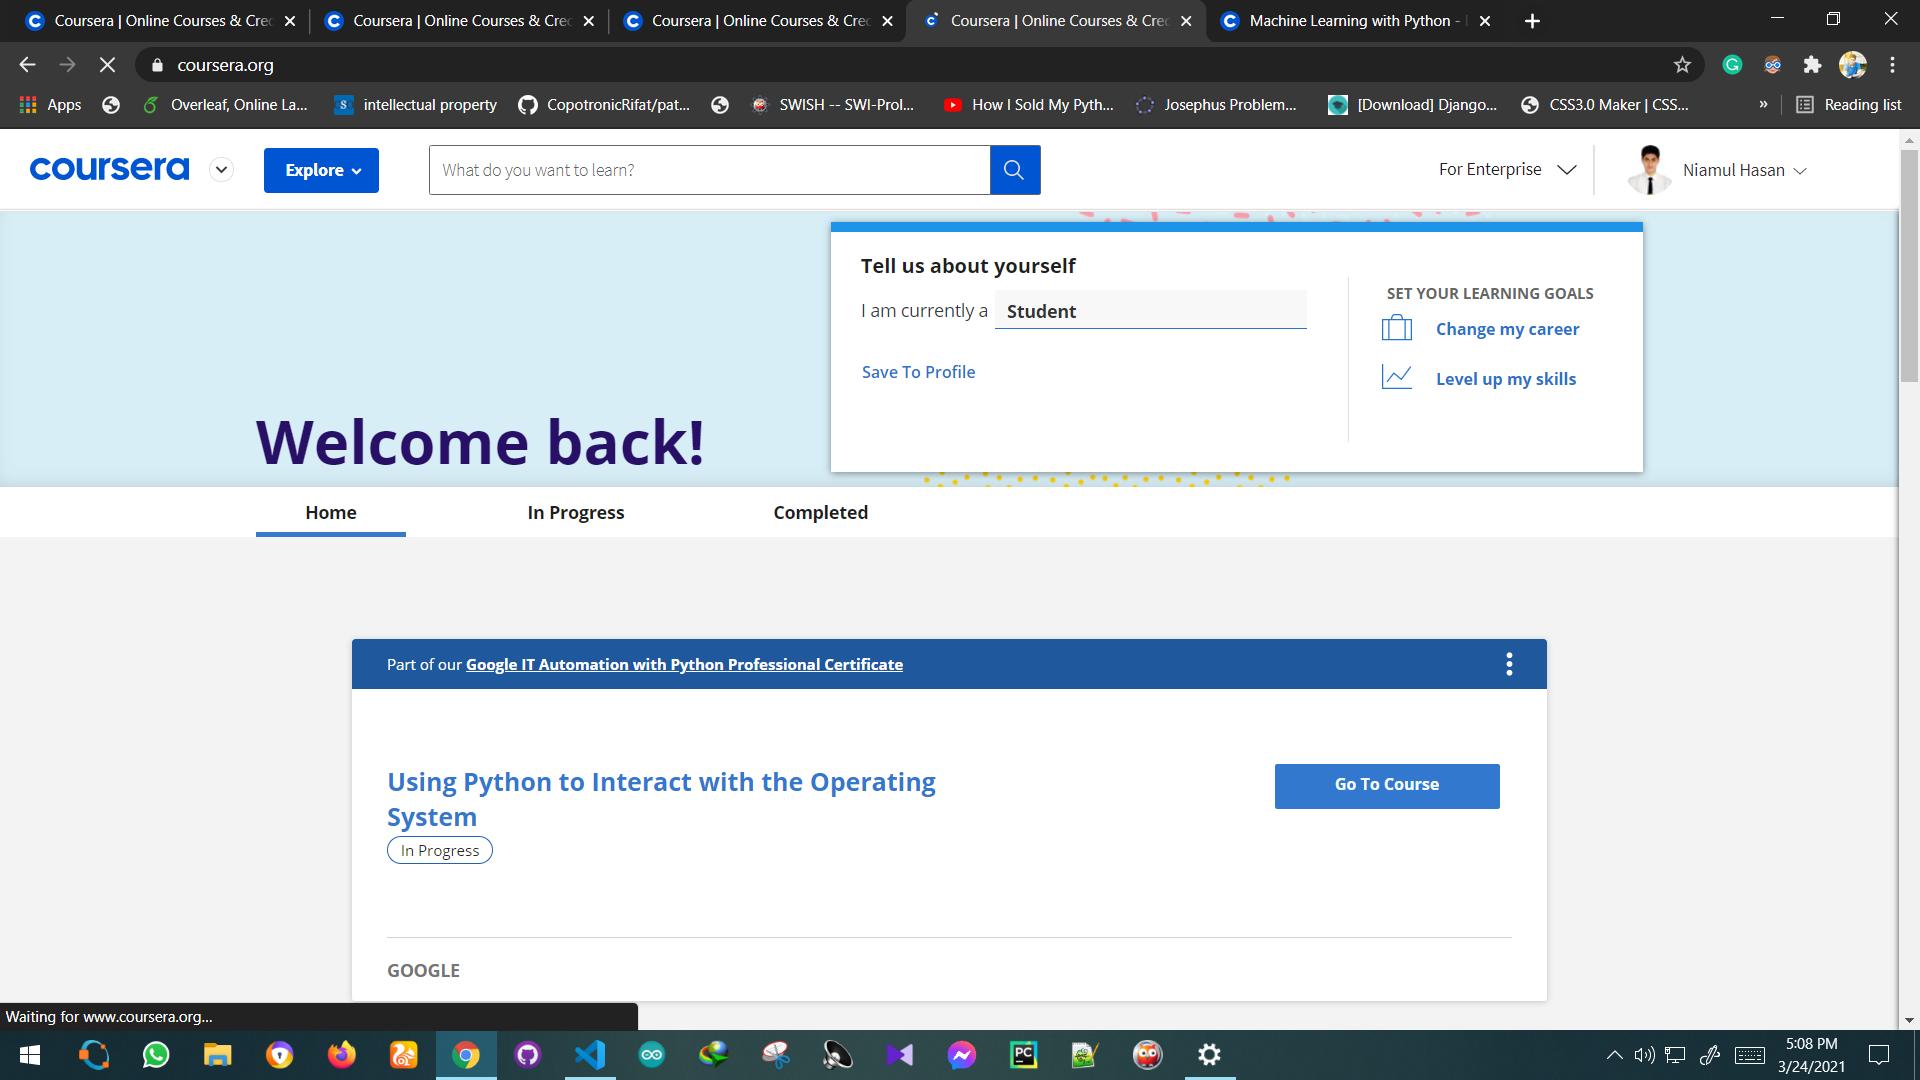 Coursera | Online Courses & Cre
Coursera | Online Courses & Cre
Coursera | Online Courses & Cre
Coursera | Online Courses & Cre
Machine Learning with Python -
coursera.org
Apps
Overleaf, Online La...
intellectual property
CopotronicRifat/pat...
SWISH -- SWI-Prol...
How I Sold My Pyth...
Josephus Problem...
[Download] Django...
CSS3.0 Maker | CSS...
»
Reading list
coursera
Explore
What do you want to learn?
For Enterprise
Niamul Hasan
Tell us about yourself
I am currently a Student
Save To Profile
SET YOUR LEARNING GOALS
Change my career
Level up my skills
Welcome back!
Home
In Progress
Completed
Part of our Google IT Automation with Python Professional Certificate
Using Python to Interact with the Operating
System
In Progress
Go To Course
GOOGLE
Waiting for www.coursera.org...
5:08 PM
3/24/2021